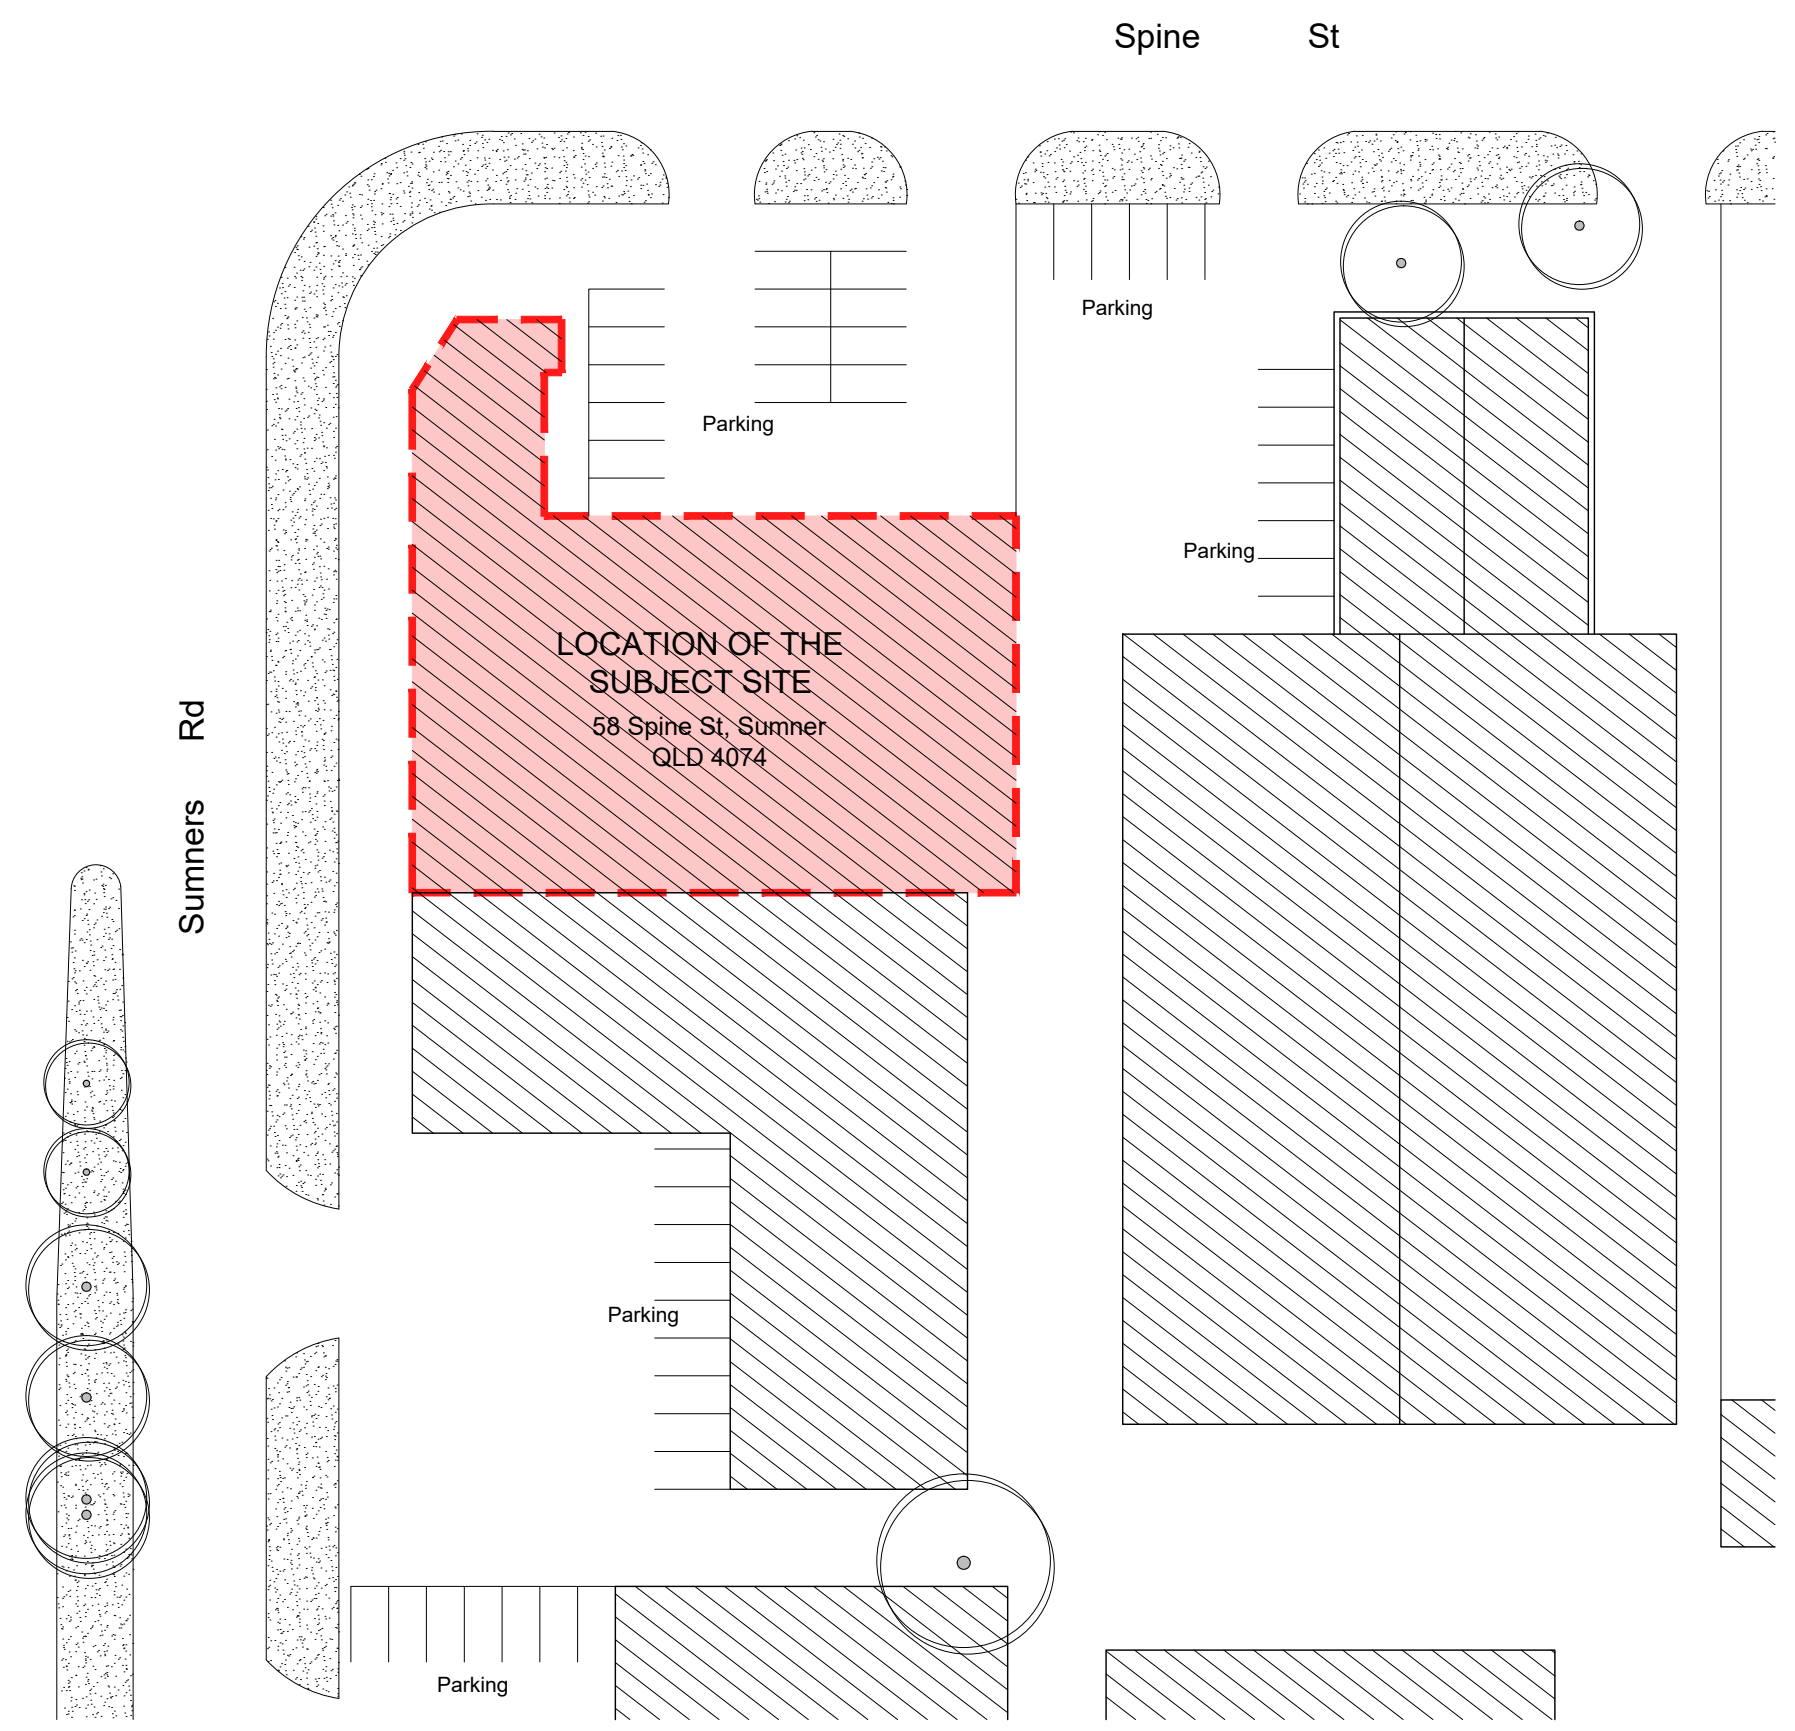 Spine St
Parking
Parking
Parking
LOCATION OF THE
SUBJECT SITE
58 Spine St, Sumner
QLD 4074
Sumners Rd
Parking
Parking